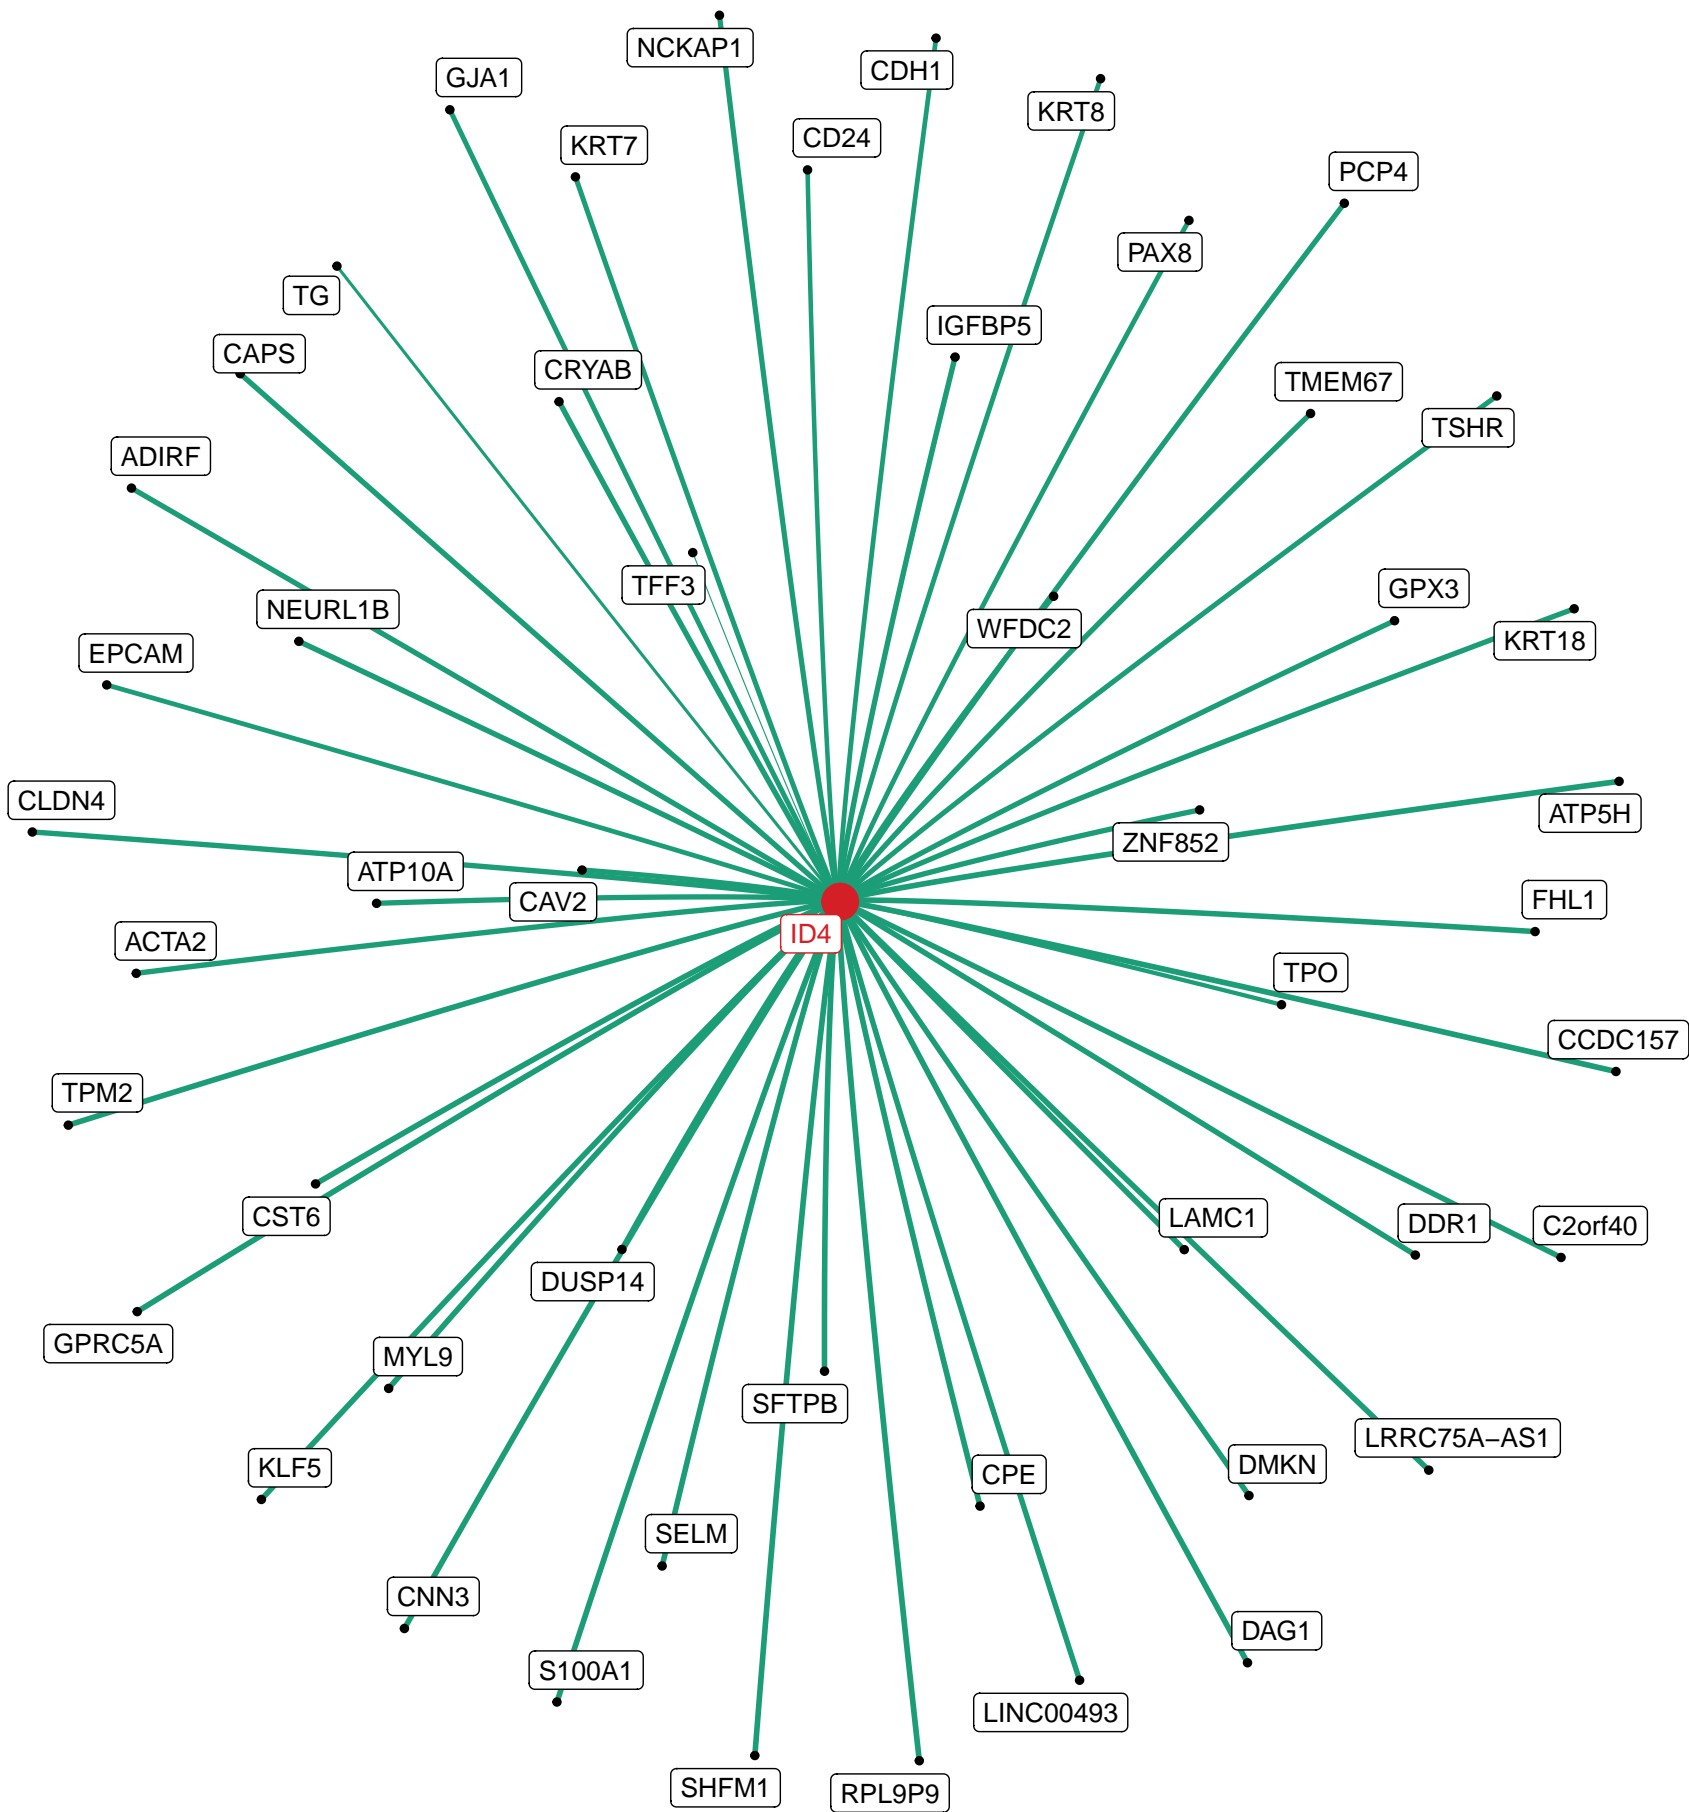 NCKAP1
CDH1
GJA1
KRT8
CD24
KRT7
PCP4
PAX8
TG
IGFBP5
CAPS
CRYAB
TMEM67
TSHR
ADIRF
TFF3
GPX3
NEURL1B
WFDC2
KRT18
EPCAM
CLDN4
ATP5H
ZNF852
ATP10A
CAV2
FHL1
ID4
ACTA2
TPO
CCDC157
TPM2
CST6
LAMC1
DDR1
C2orf40
DUSP14
GPRC5A
MYL9
SFTPB
LRRC75A−AS1
DMKN
KLF5
CPE
SELM
CNN3
DAG1
S100A1
LINC00493
SHFM1
RPL9P9